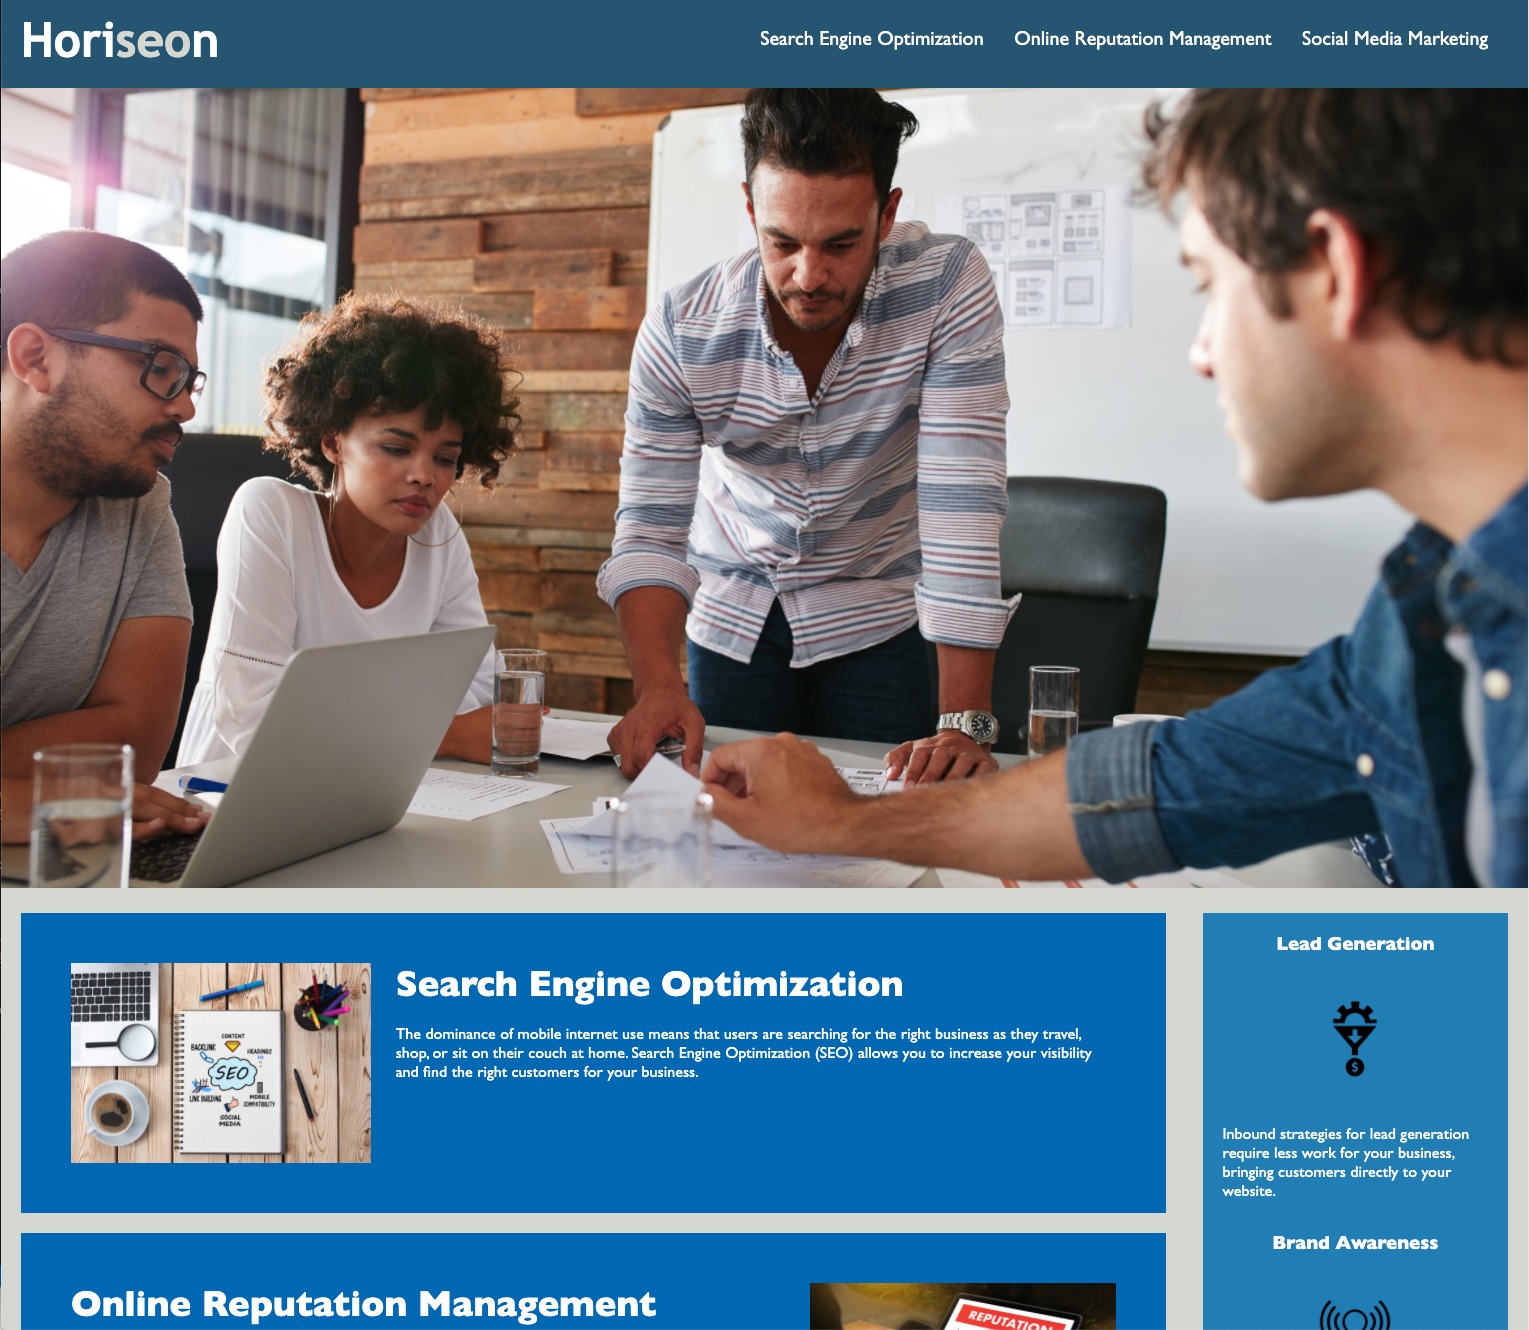 Horiseon
Search Engine Optimization
Online Reputation Management
Social Media Marketing
CONTENT
BACKLINK
HEADINGS
SEO
LINK BUILDING
MOBILE
COMPATIBILITY
SOCIAL
MEDIA
Search Engine Optimization
The dominance of mobile internet use means that users are searching for the right business as they travel,
shop, or sit on their couch at home. Search Engine Optimization (SEO) allows you to increase your visibility
and find the right customers for your business.
Online Reputation Management
REPUTATION
Lead Generation
$
Inbound strategies for lead generation
require less work for your business,
bringing customers directly to your
website.
Brand Awareness